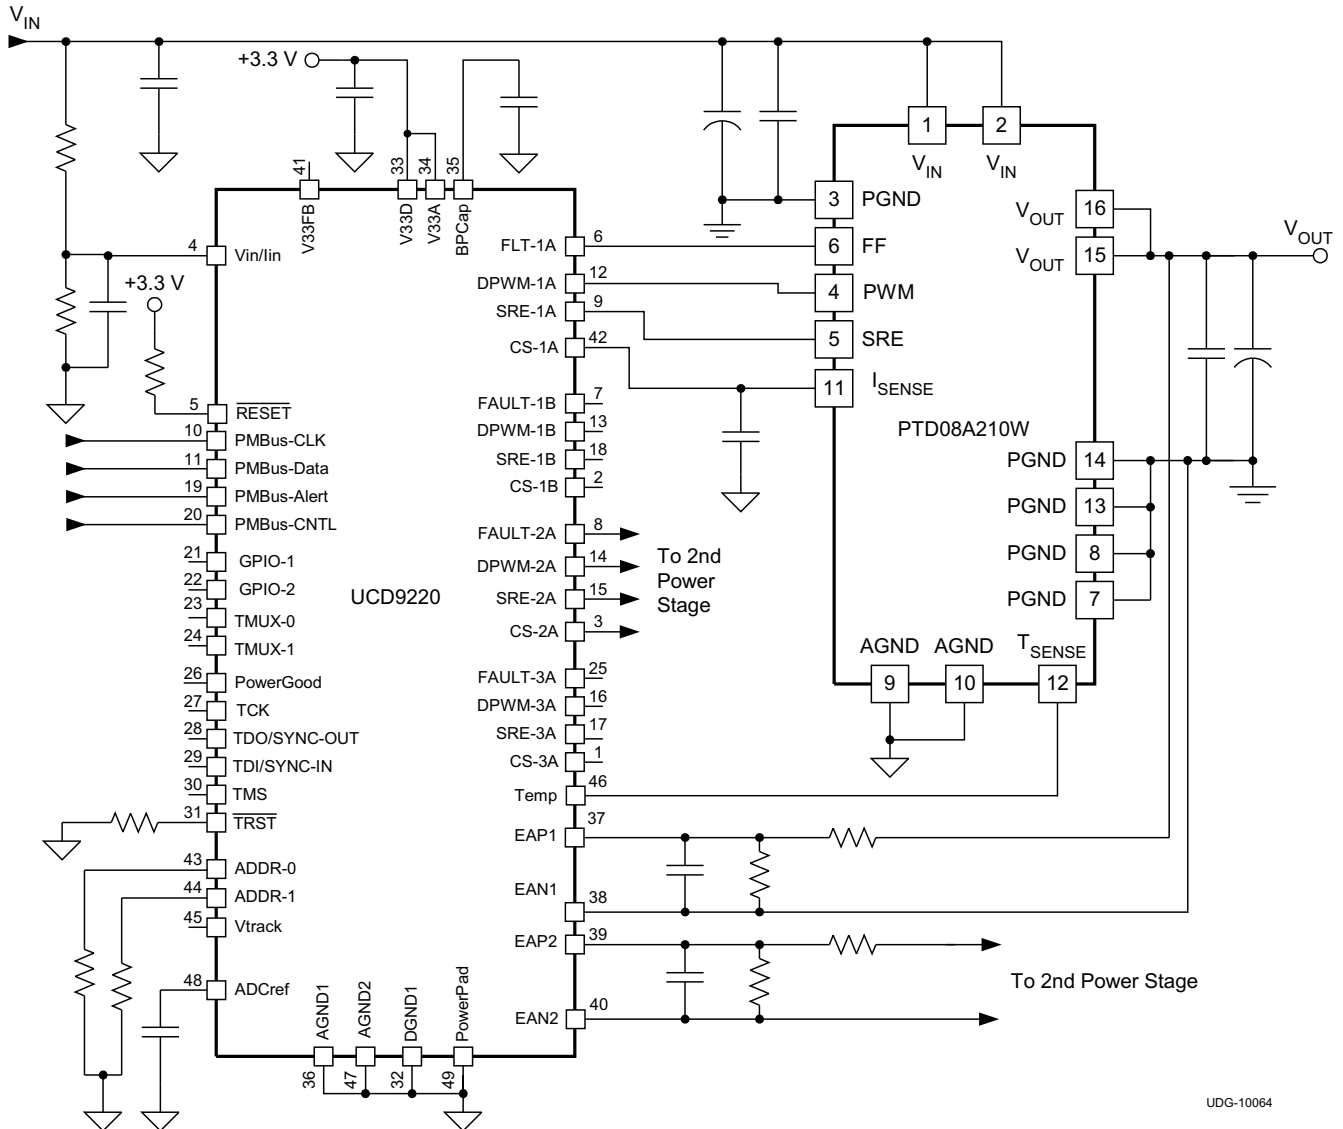 VIN
+3.3 V
1
2
VIN
VIN
41
33
34
35
V33FB
V33D
V33A
BPCap
3
PGND
16
VOUT
15
VOUT
VOUT
4
Vin/Iin
FLT-1A
6
6
FF
+3.3 V
DPWM-1A
12
4
PWM
SRE-1A
9
5
SRE
CS-1A
42
11
ISENSE
5
RESET
FAULT-1B
7
10
PMBus-CLK
DPWM-1B
13
PTD08A210W
11
PMBus-Data
SRE-1B
18
PGND
14
19
PMBus-Alert
CS-1B
2
PGND
13
20
PMBus-CNTL
FAULT-2A
8
To 2nd
Power
Stage
PGND
8
21
GPIO-1
DPWM-2A
14
22
GPIO-2
UCD9220
SRE-2A
15
PGND
7
23
TMUX-0
CS-2A
3
24
TMUX-1
AGND
AGND
TSENSE
26
PowerGood
FAULT-3A
25
9
10
12
27
TCK
DPWM-3A
16
28
TDO/SYNC-OUT
SRE-3A
17
29
TDI/SYNC-IN
CS-3A
1
30
TMS
Temp
46
31
TRST
EAP1
37
43
ADDR-0
44
ADDR-1
EAN1
38
45
Vtrack
EAP2
39
48
ADCref
To 2nd Power Stage
AGND1
AGND2
DGND1
PowerPad
EAN2
40
36
47
32
49
UDG-10064